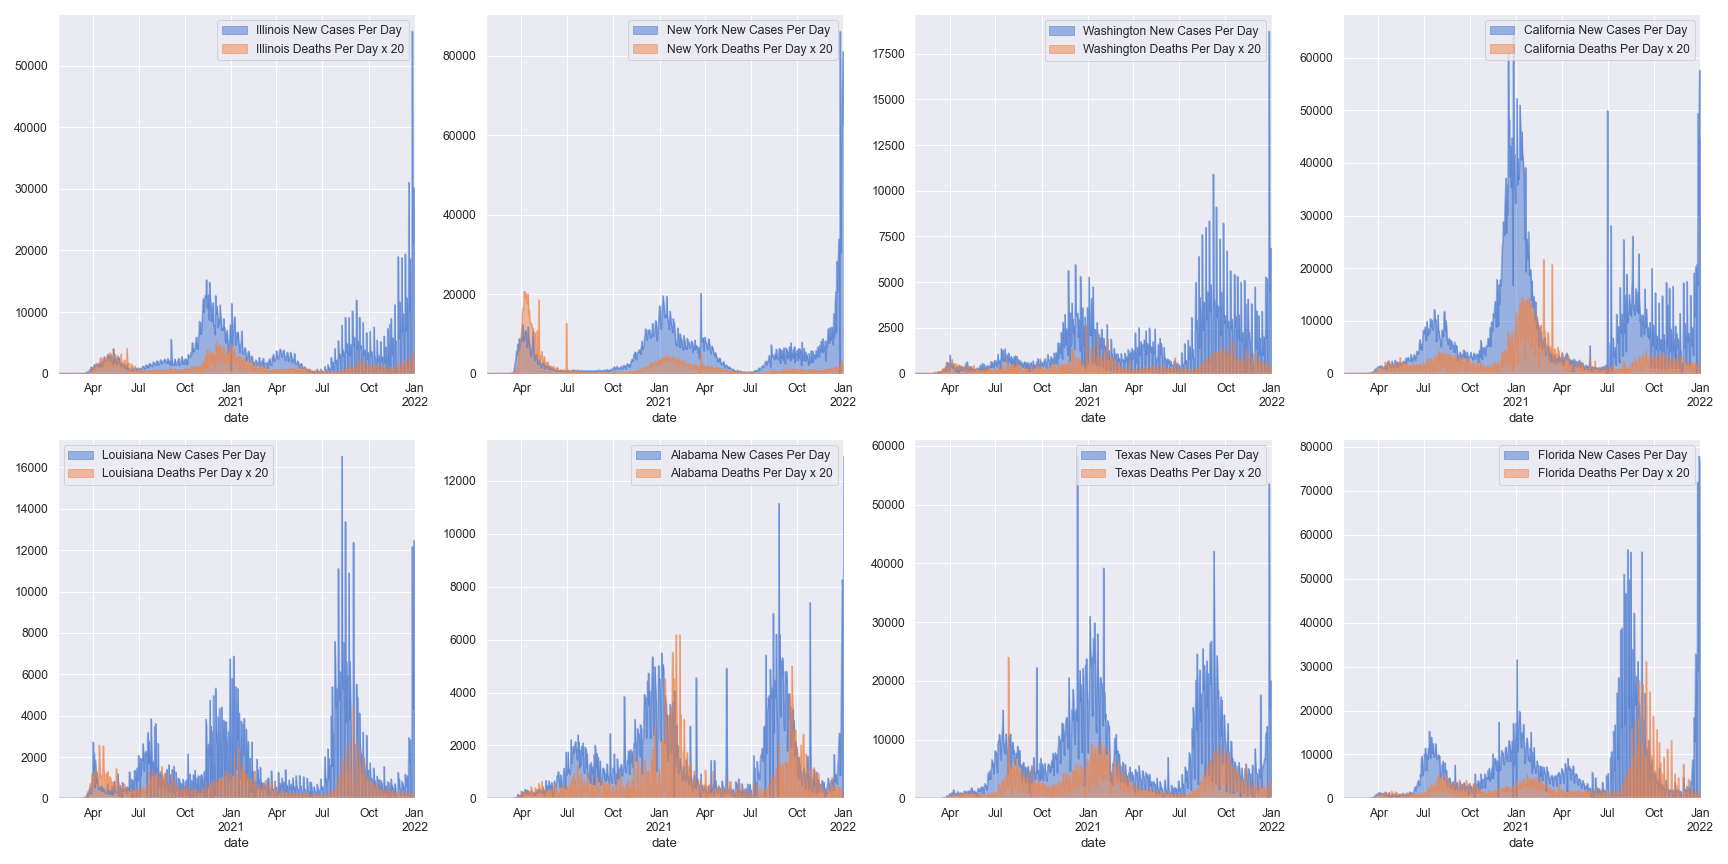 Illinois New Cases Per Day
Illinois Deaths Per Day x 20
50000
40000
30000
20000
10000
0
Apr Jul Oct Jan Apr Jul Oct Jan
2021 2022
date
New York New Cases Per Day
New York Deaths Per Day x 20
80000
60000
40000
20000
0
Apr Jul Oct Jan Apr Jul Oct Jan
2021 2022
date
Washington New Cases Per Day
Washington Deaths Per Day x 20
17500
15000
12500
10000
7500
5000
2500
0
Apr Jul Oct Jan Apr Jul Oct Jan
2021 2022
date
California New Cases Per Day
California Deaths Per Day x 20
60000
50000
40000
30000
20000
10000
0
Apr Jul Oct Jan Apr Jul Oct Jan
2021 2022
date
Louisiana New Cases Per Day
Louisiana Deaths Per Day x 20
16000
14000
12000
10000
8000
6000
4000
2000
0
Apr Jul Oct Jan Apr Jul Oct Jan
2021 2022
date
Alabama New Cases Per Day
Alabama Deaths Per Day x 20
12000
10000
8000
6000
4000
2000
0
Apr Jul Oct Jan Apr Jul Oct Jan
2021 2022
date
Texas New Cases Per Day
Texas Deaths Per Day x 20
60000
50000
40000
30000
20000
10000
0
Apr Jul Oct Jan Apr Jul Oct Jan
2021 2022
date
Florida New Cases Per Day
Florida Deaths Per Day x 20
80000
70000
60000
50000
40000
30000
20000
10000
0
Apr Jul Oct Jan Apr Jul Oct Jan
2021 2022
date